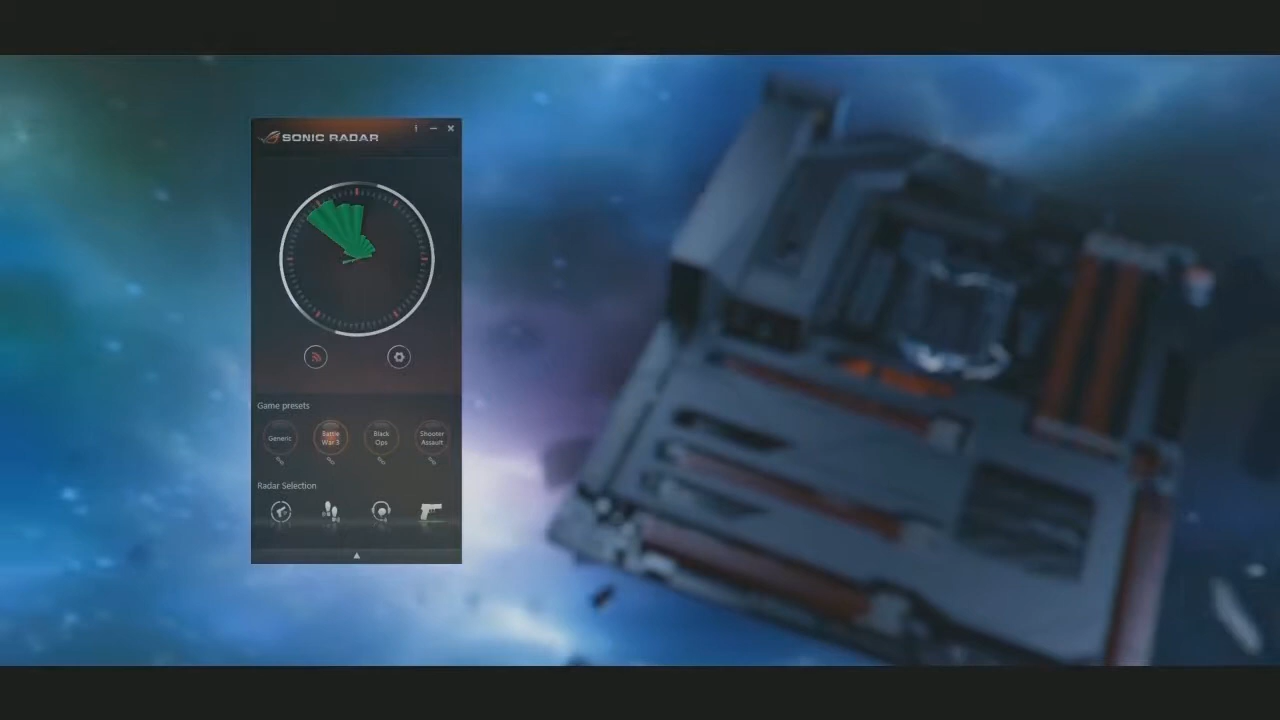 SONIC RADAR
Game presets
Generic
Battle
War 3
Black
Ops
Shooter
Assault
Radar Selection